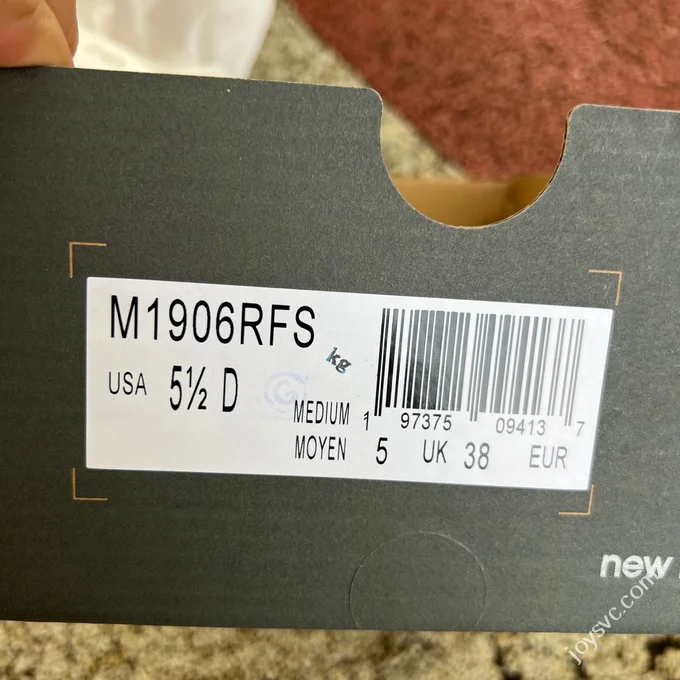 M1906RFS
kg
USA 5½ D
G
MEDIUM
MOYEN
1 97375 09413 7
5 UK 38 EUR
new
joysvc.com